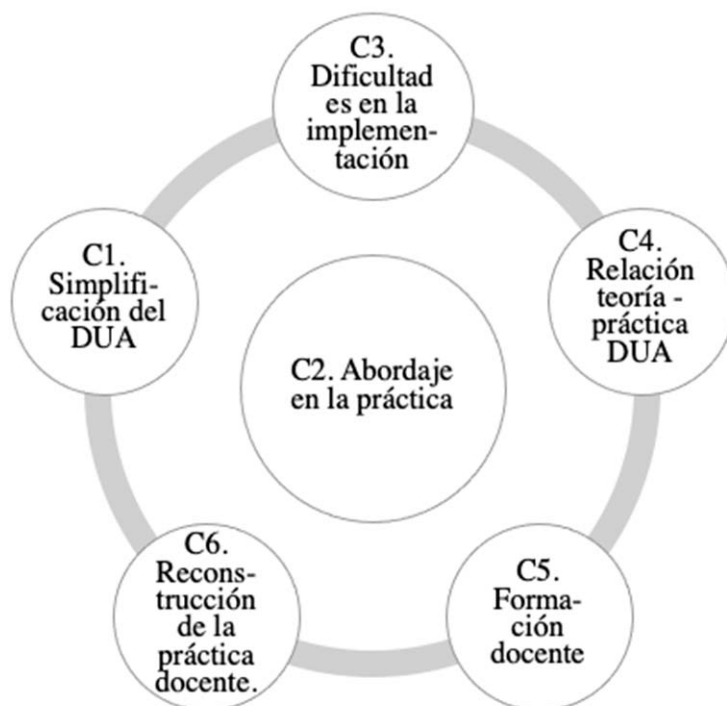 C3.
Dificultad
es en la
implemen-
tación
C1.
Simplifi-
cación del
DUA
C4.
Relación
teoría -
práctica
DUA
C2. Abordaje
en la práctica
C6.
Recons-
trucción
de la
práctica
docente.
C5.
Forma-
ción
docente